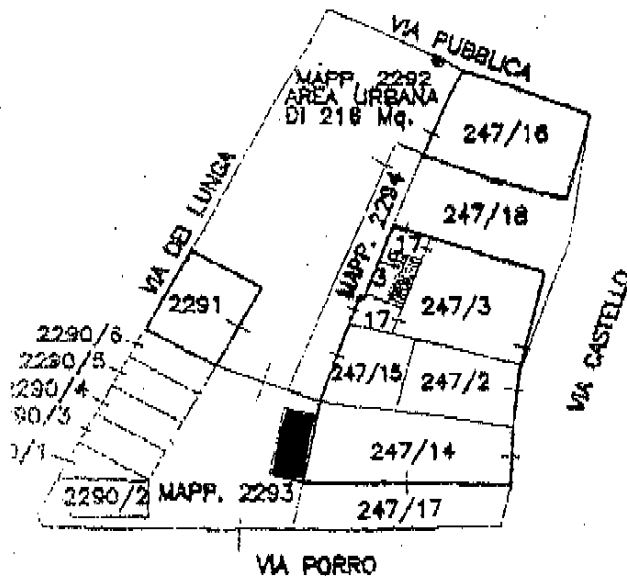 VIA PUBBLICA
MAPP. 2292
AREA URBANA
DI 216 Mq.
247/16
VIA DEI LUNGA
MAPP. 2294
247/18
17
2291
247/3
17
VIA CASTELLO
2290/6
2290/5
2290/4
247/15
247/2
247/14
2290/2 MAPP. 2293
247/17
VIA PORRO